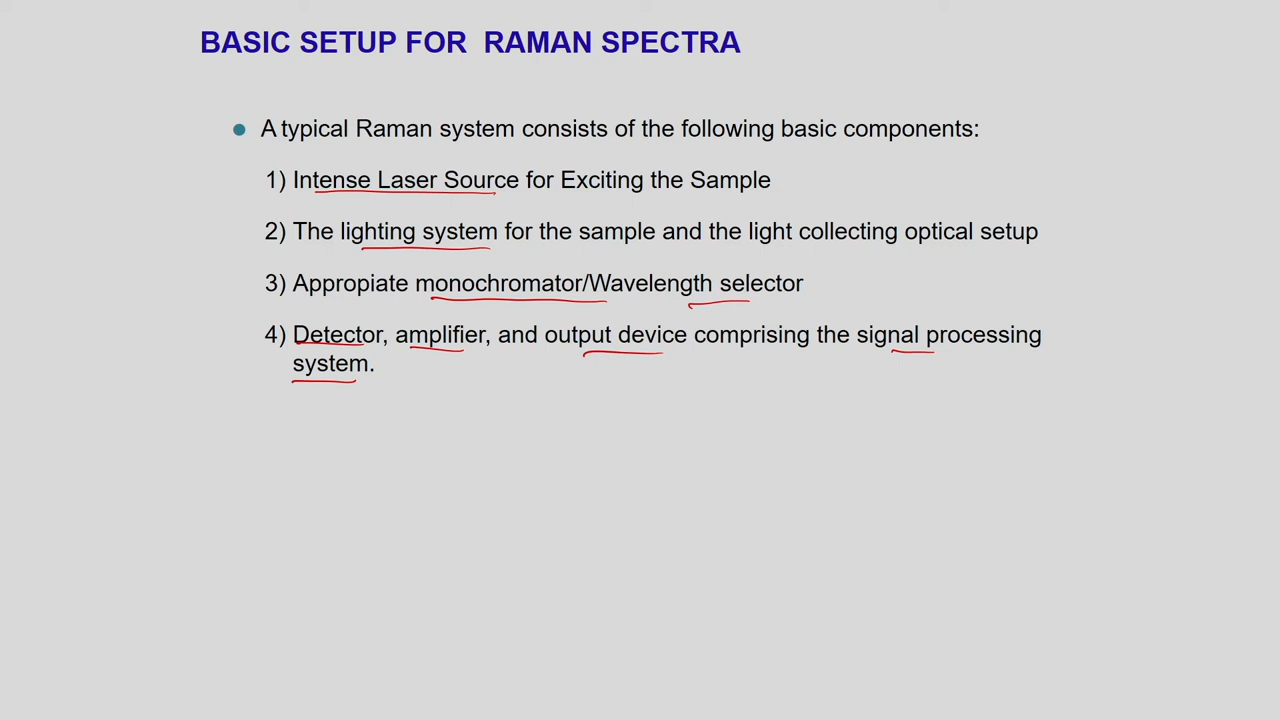 BASIC SETUP FOR RAMAN SPECTRA
A typical Raman system consists of the following basic components:
1) Intense Laser Source for Exciting the Sample
2) The lighting system for the sample and the light collecting optical setup
3) Appropiate monochromator/Wavelength selector
4) Detector, amplifier, and output device comprising the signal processing
system.